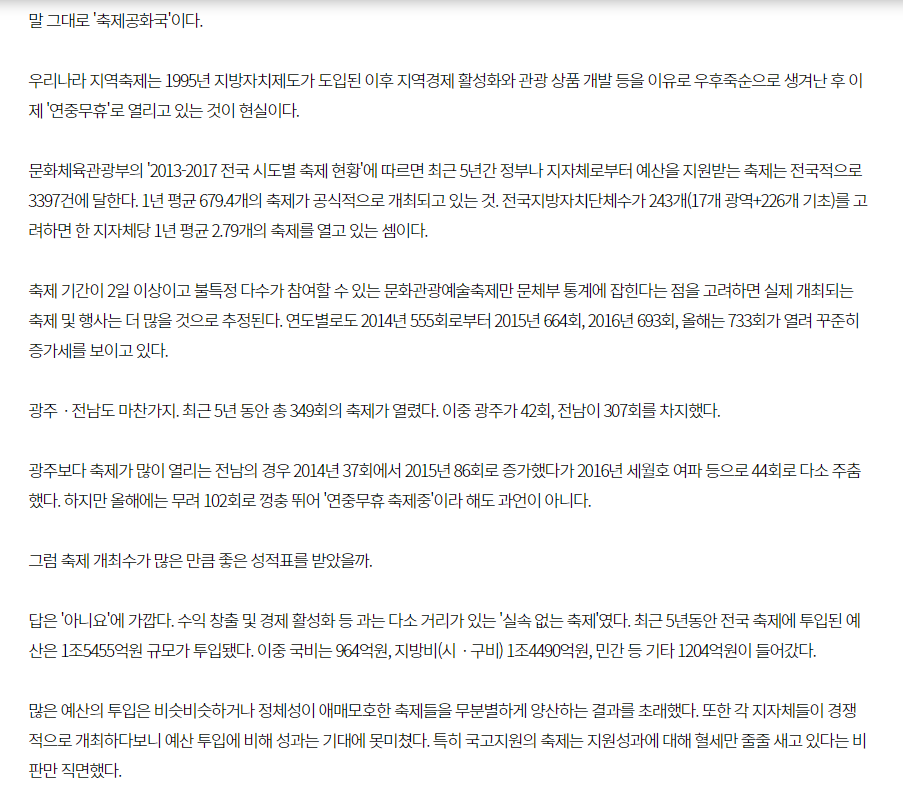 말 그대로 '축제공화국'이다.
우리나라 지역축제는 1995년 지방자치제도가 도입된 이후 지역경제 활성화와 관광 상품 개발 등을 이유로 우후죽순으로 생겨난 후 이
제 '연중무휴'로 열리고 있는 것이 현실이다.
문화체육관광부의 '2013-2017 전국 시도별 축제 현황'에 따르면 최근 5년간 정부나 지자체로부터 예산을 지원받는 축제는 전국적으로
3397건에 달한다. 1년 평균 679.4개의 축제가 공식적으로 개최되고 있는 것. 전국지방자치단체수가 243개(17개 광역+226개 기초)를 고
려하면 한 지자체당 1년 평균 2.79개의 축제를 열고 있는 셈이다.
축제 기간이 2일 이상이고 불특정 다수가 참여할 수 있는 문화관광예술축제만 문체부 통계에 잡힌다는 점을 고려하면 실제 개최되는
축제 및 행사는 더 많을 것으로 추정된다. 연도별로도 2014년 555회로부터 2015년 664회, 2016년 693회, 올해는 733회가 열려 꾸준히
증가세를 보이고 있다.
광주ㆍ전남도 마찬가지. 최근 5년 동안 총 349회의 축제가 열렸다. 이중 광주가 42회, 전남이 307회를 차지했다.
광주보다 축제가 많이 열리는 전남의 경우 2014년 37회에서 2015년 86회로 증가했다가 2016년 세월호 여파 등으로 44회로 다소 주춤
했다. 하지만 올해에는 무려 102회로 껑충 뛰어 '연중무휴 축제중'이라 해도 과언이 아니다.
그럼 축제 개최수가 많은 만큼 좋은 성적표를 받았을까.
답은 '아니요'에 가깝다. 수익 창출 및 경제 활성화 등 과는 다소 거리가 있는 '실속 없는 축제'였다. 최근 5년동안 전국 축제에 투입된 예
산은 1조5455억원 규모가 투입됐다. 이중 국비는 964억원, 지방비(시ㆍ구비) 1조4490억원, 민간 등 기타 1204억원이 들어갔다.
많은 예산의 투입은 비슷비슷하거나 정체성이 애매모호한 축제들을 무분별하게 양산하는 결과를 초래했다. 또한 각 지자체들이 경쟁
적으로 개최하다보니 예산 투입에 비해 성과는 기대에 못미쳤다. 특히 국고지원의 축제는 지원성과에 대해 혈세만 줄줄 새고 있다는 비
판만 직면했다.